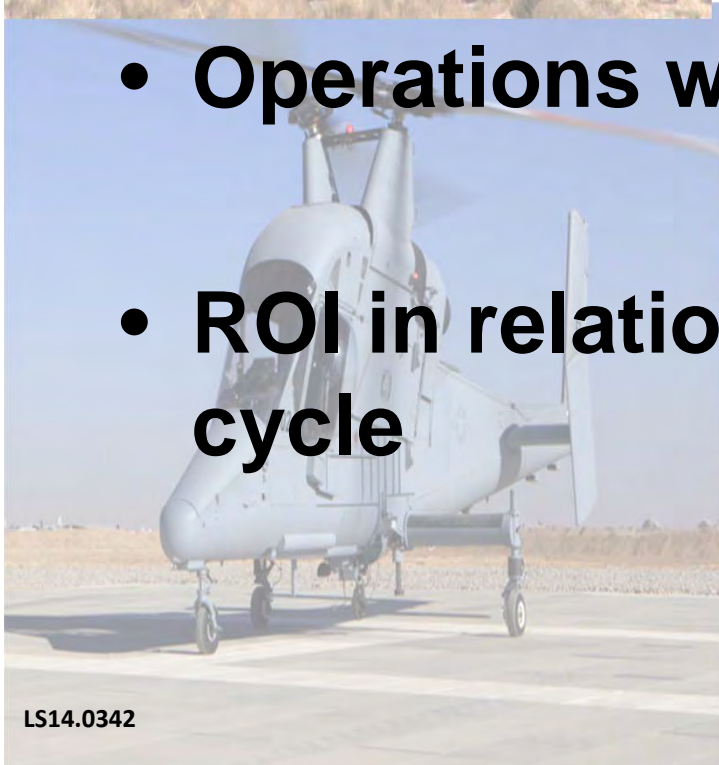 • Operations w
• ROI in relatio
cycle
LS14.0342